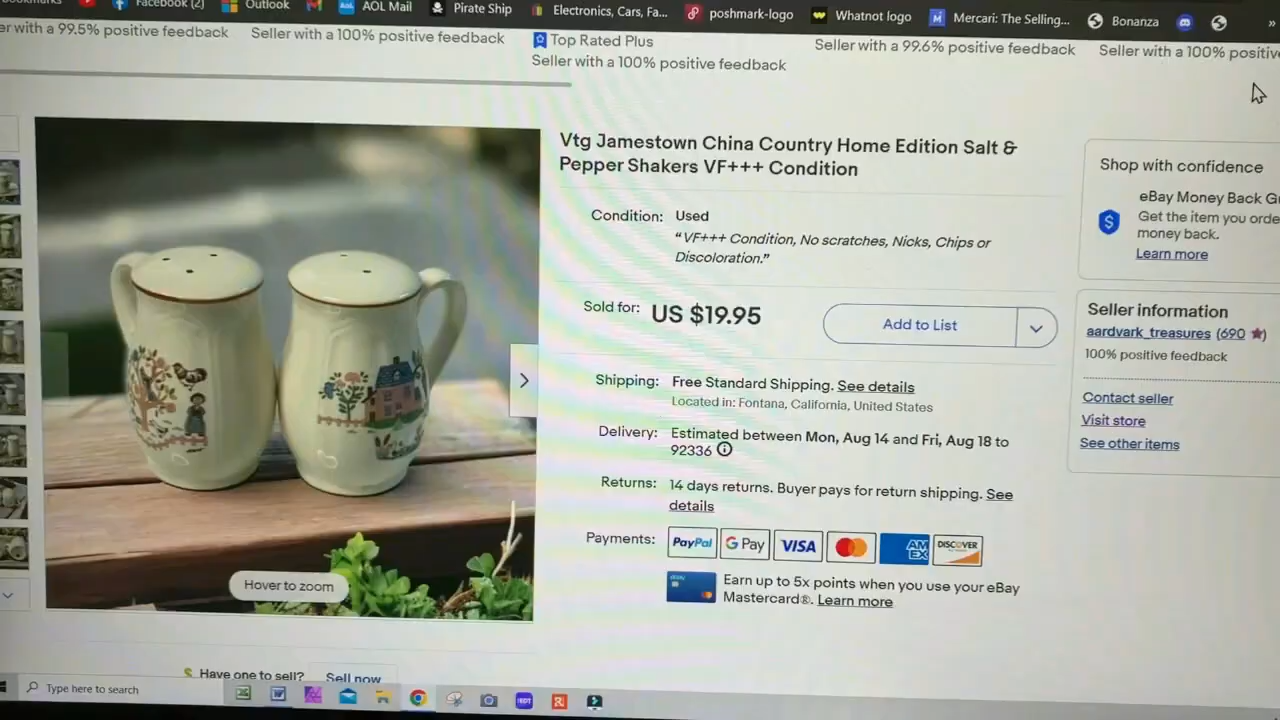 Facebook (2) Outlook AOL Mail Pirate Ship Electronics, Cars, Fa... poshmark-logo Whatnot logo Mercari: The Selling... Bonanza »
with a 99.5% positive feedback Seller with a 100% positive feedback Top Rated Plus Seller with a 99.6% positive feedback Seller with a 100%
Seller with a 100% positive feedback
Vtg Jamestown China Country Home Edition Salt &
Pepper Shakers VF+++ Condition
Condition: Used
"VF+++ Condition, No scratches, Nicks, Chips or
Discoloration."
Sold for: US $19.95 Add to List
Shipping: Free Standard Shipping. See details
Located in: Fontana, California, United States
Delivery: Estimated between Mon, Aug 14 and Fri, Aug 18 to
92336
Returns: 14 days returns. Buyer pays for return shipping. See
details
Payments: PayPal G Pay VISA AM EX DISCOVER
Earn up to 5x points when you use your eBay
Mastercard®. Learn more
Shop with confidence
eBay Money Back
Get the item you
money back.
Learn more
Seller information
aardvark_treasures (690 )
100% positive feedback
Contact seller
Visit store
See other items
Hover to zoom
Have one to sell? Sell now
Type here to search